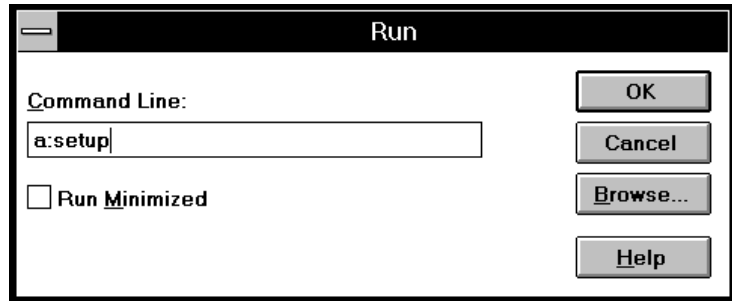 Run
Command Line:
a:setup
Run Minimized
OK
Cancel
Browse...
Help